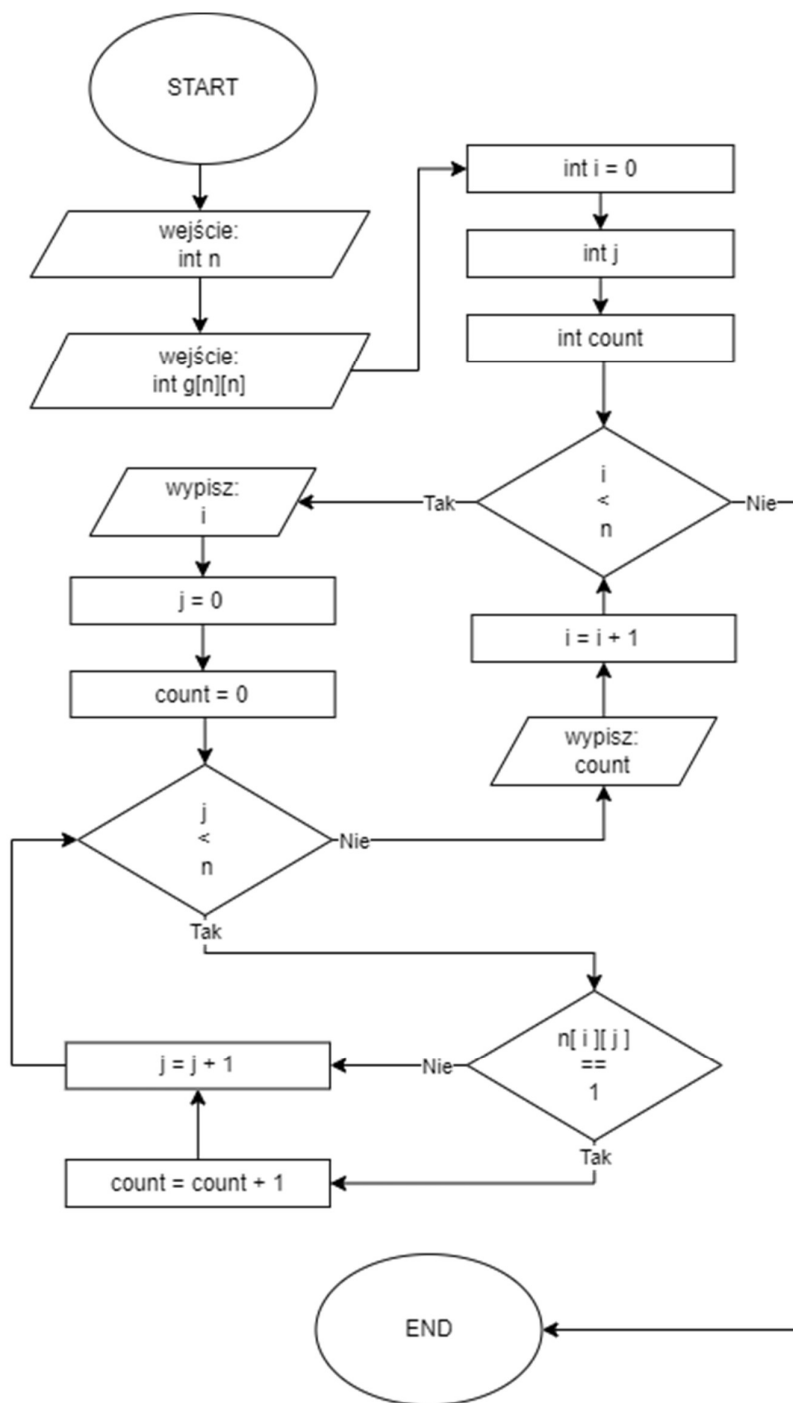 START
wejście:
int n
wejście:
int g[n][n]
int i = 0
int j
int count
i
<
n
Tak
Nie
wypisz:
i
j = 0
count = 0
j
<
n
Nie
Tak
wypisz:
count
i = i + 1
n[ i ][ j ]
==
1
Nie
Tak
j = j + 1
count = count + 1
END